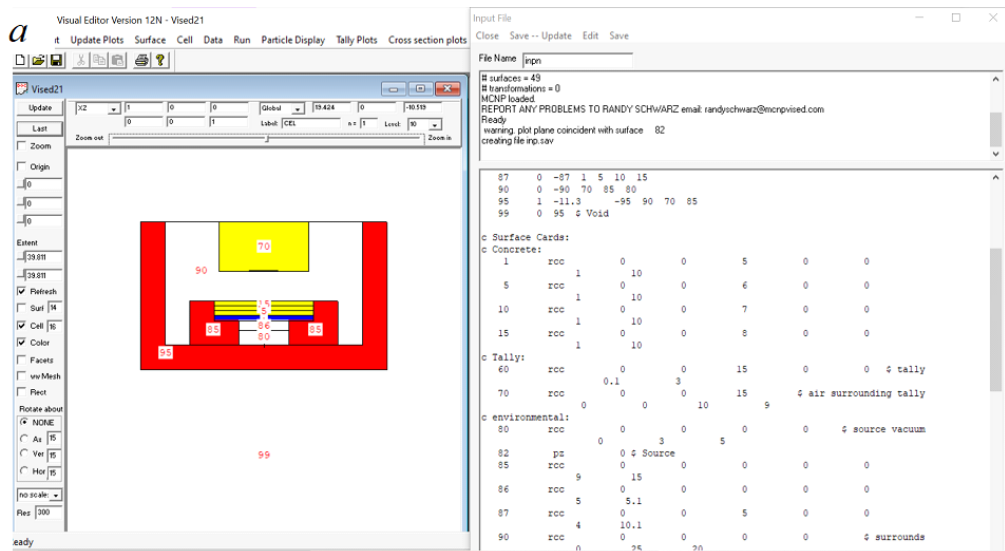 a
Visual Editor Version 12N - Vised21
Update Plots Surface Cell Data Run Particle Display Tally Plots Cross section plots
Vised21
Update XZ 1 0 0 Global 19.424 0 -10.519
Last 0 0 1 Label: CEL n = 1 Level: 10
Zoom Zoom out Zoom in
Origin
0
0
0
Extent
39.811
39.811
Refresh
Surf 14
Cell 16
Color
Facets
ww Mesh
Rect
Rotate about
NONE
Ax 15
Ver 15
Hor 15
no scale:
Res 300
70
90
5
85 86 85
80
95
99
Input File
Close Save -- Update Edit Save
File Name inpn
# surfaces = 49
# transformations = 0
MCNP loaded.
REPORT ANY PROBLEMS TO RANDY SCHWARZ email: randyschwarz@mcnpvised.com
Ready
warning. plot plane coincident with surface 82
creating file inp.sav
87 0 -87 1 5 10 15
90 0 -90 70 85 80
95 1 -11.3 -95 90 70 85
99 0 95 $ Void
c Surface Cards:
c Concrete:
1 rcc 0 0 5 0 0
1 10
5 rcc 0 0 6 0 0
1 10
10 rcc 0 0 7 0 0
1 10
15 rcc 0 0 8 0 0
1 10
c Tally:
60 rcc 0 0 15 0 0 $ tally
0.1 3
70 rcc 0 0 15 $ air surrounding tally
0 0 10 9
c environmental:
80 rcc 0 0 0 0 $ source vacuum
0 3 5
82 pz 0 $ Source
85 rcc 0 0 0 0 0
9 15
86 rcc 0 0 0 0 0
5 5.1
87 rcc 0 0 5 0 0
4 10.1
90 rcc 0 0 0 0 $ surrounds
0 25 20